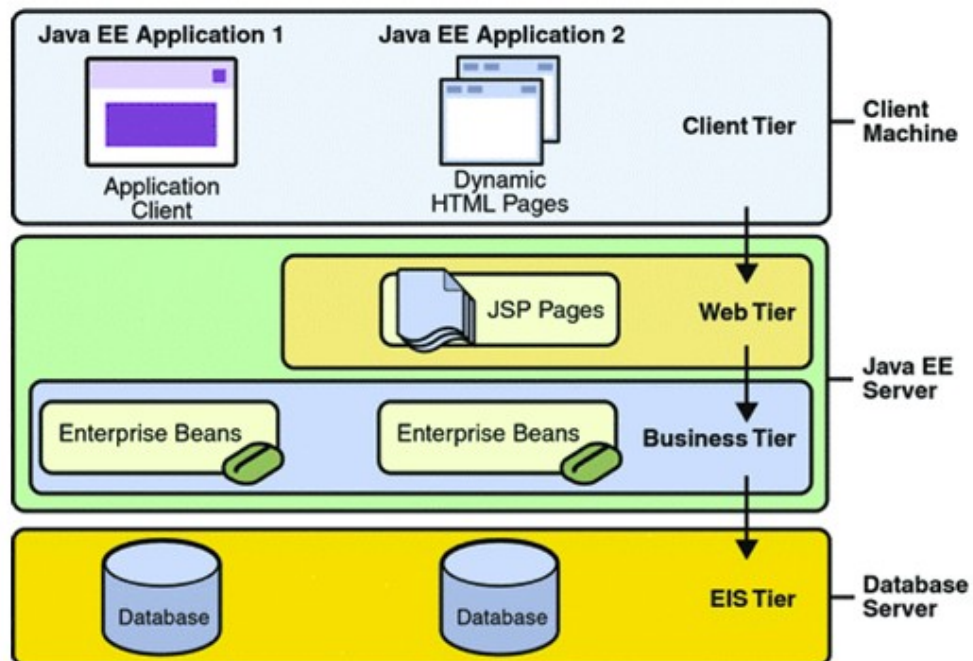 Java EE Application 1
Java EE Application 2
Application
Client
Dynamic
HTML Pages
Client Tier
Client
Machine
JSP Pages
Web Tier
Java EE
Server
Enterprise Beans
Enterprise Beans
Business Tier
Database
Database
EIS Tier
Database
Server